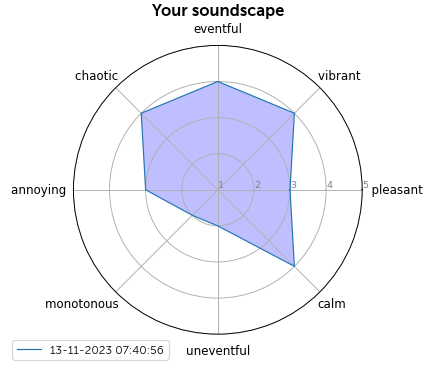 Your soundscape
eventful
chaotic
vibrant
annoying
1
2
3
4
5
pleasant
monotonous
calm
uneventful
13-11-2023 07:40:56